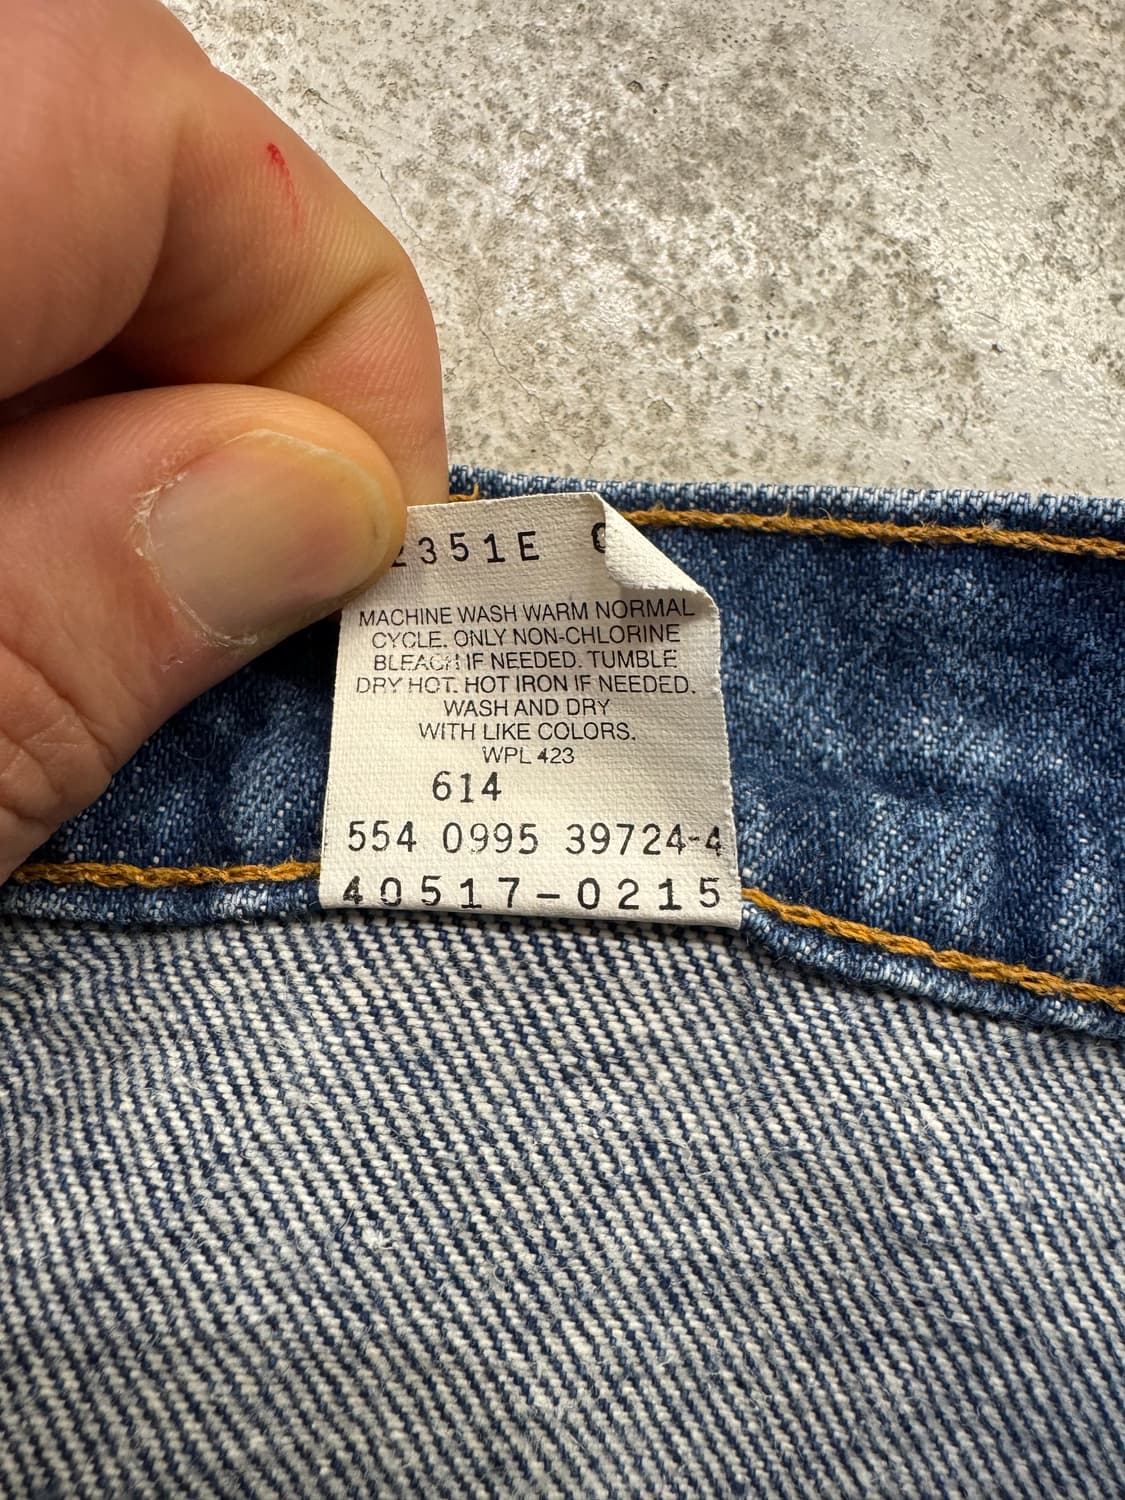 2351E
MACHINE WASH WARM NORMAL
CYCLE. ONLY NON-CHLORINE
BLEACH IF NEEDED. TUMBLE
DRY HOT. HOT IRON IF NEEDED.
WASH AND DRY
WITH LIKE COLORS.
WPL 423
614
554 0995 39724-4
40517-0215